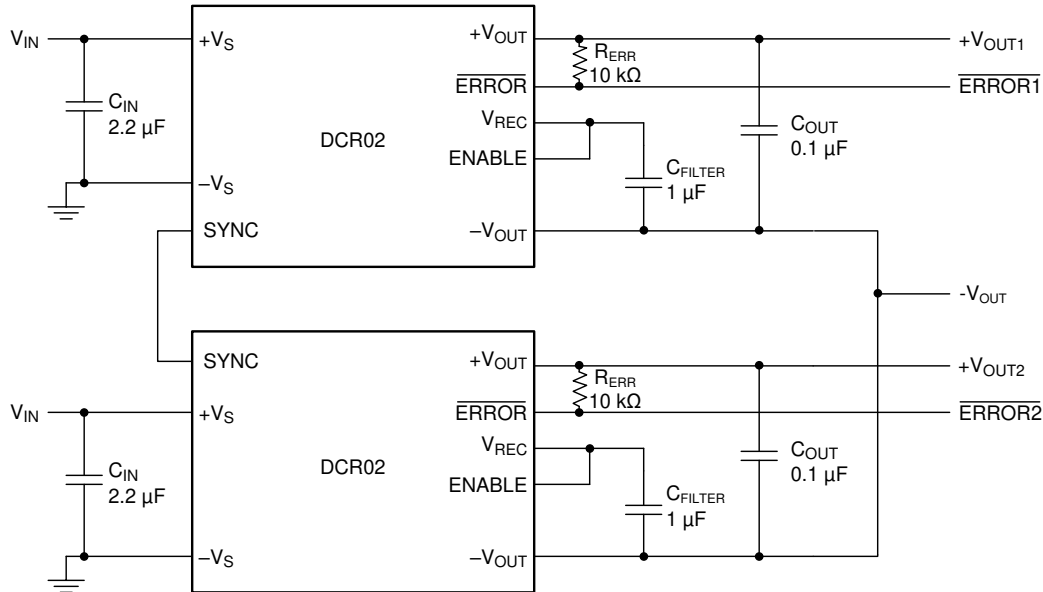 V_IN
+V_S
+V_OUT
+V_OUT1
R_ERR
10 kΩ
ERROR
ERROR1
C_IN
2.2 µF
DCR02
V_REC
ENABLE
C_FILTER
1 µF
C_OUT
0.1 µF
–V_S
SYNC
–V_OUT
-V_OUT
SYNC
+V_OUT
+V_OUT2
R_ERR
10 kΩ
V_IN
+V_S
ERROR
ERROR2
C_IN
2.2 µF
DCR02
V_REC
ENABLE
C_FILTER
1 µF
C_OUT
0.1 µF
–V_S
–V_OUT